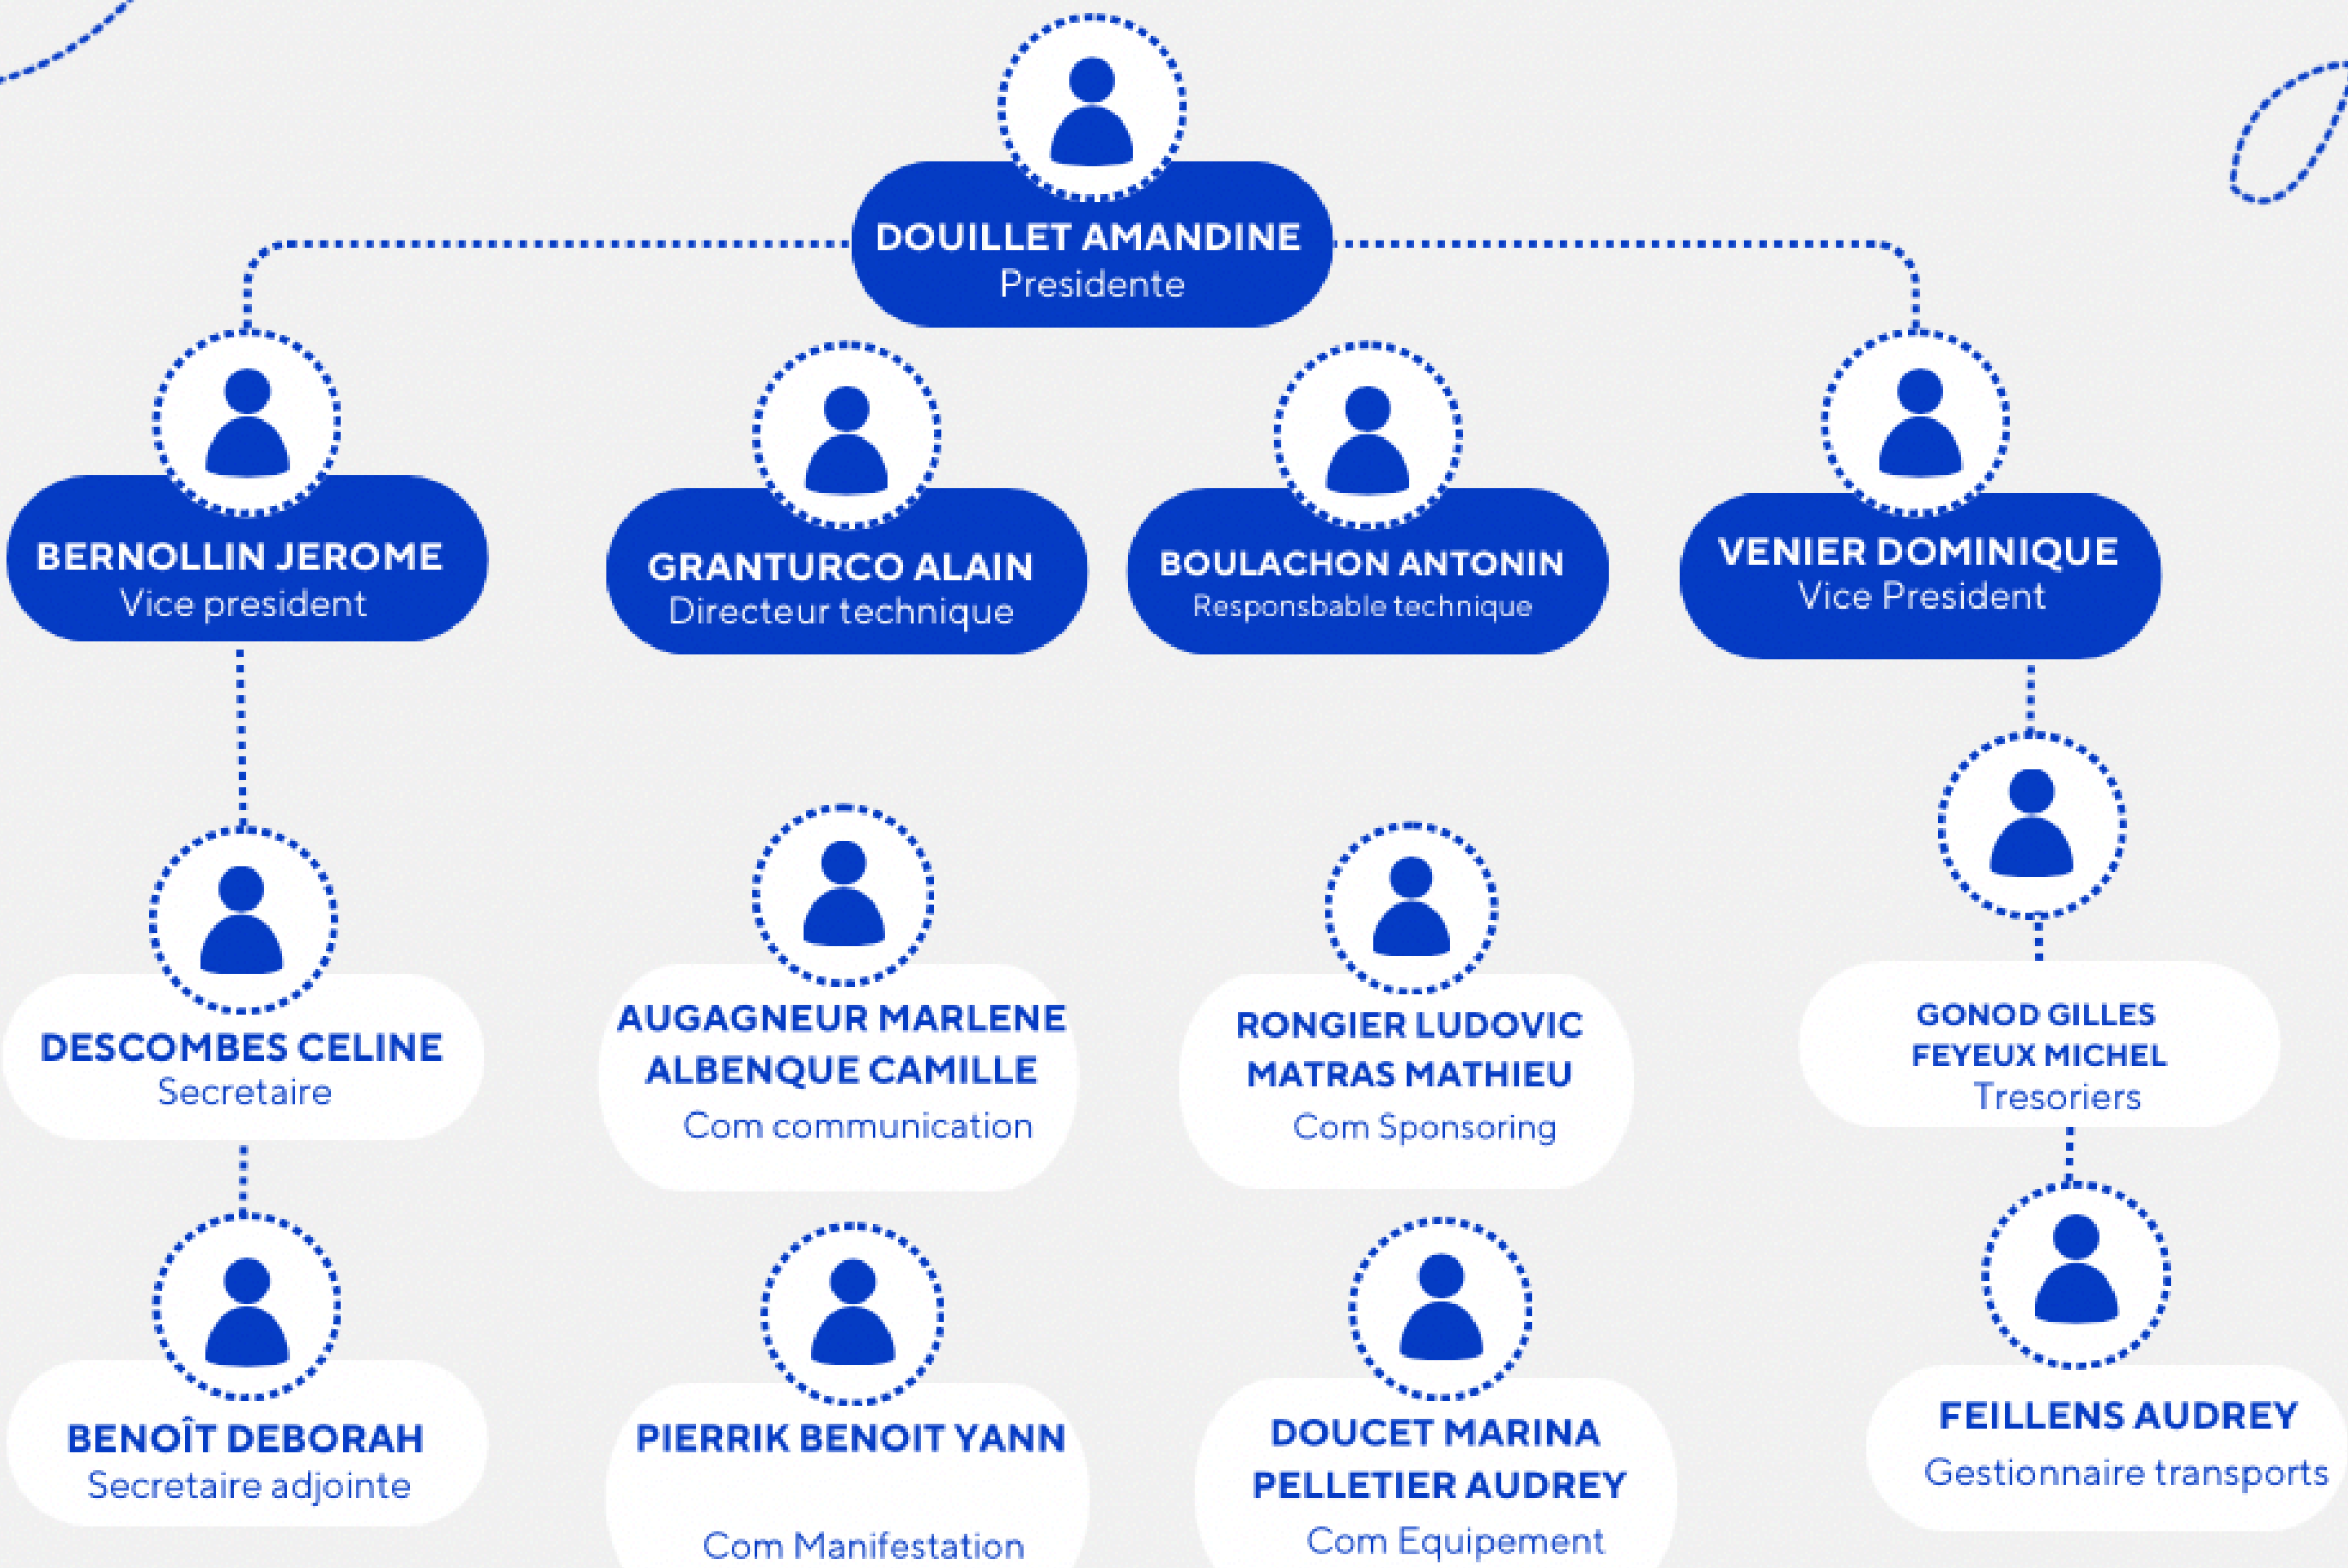 DOUILLET AMANDINE
Presidente
BERNOLLIN JEROME
Vice president
GRANTURCO ALAIN
Directeur technique
BOULACHON ANTONIN
Responsbable technique
VENIER DOMINIQUE
Vice President
DESCOMBES CELINE
Secretaire
AUGAGNEUR MARLENE
ALBENQUE CAMILLE
Com communication
RONGIER LUDOVIC
MATRAS MATHIEU
Com Sponsoring
GONOD GILLES
FEYEUX MICHEL
Tresoriers
BENOÎT DEBORAH
Secretaire adjointe
PIERRIK BENOIT YANN
Com Manifestation
DOUCET MARINA
PELLETIER AUDREY
Com Equipement
FEILLENS AUDREY
Gestionnaire transports